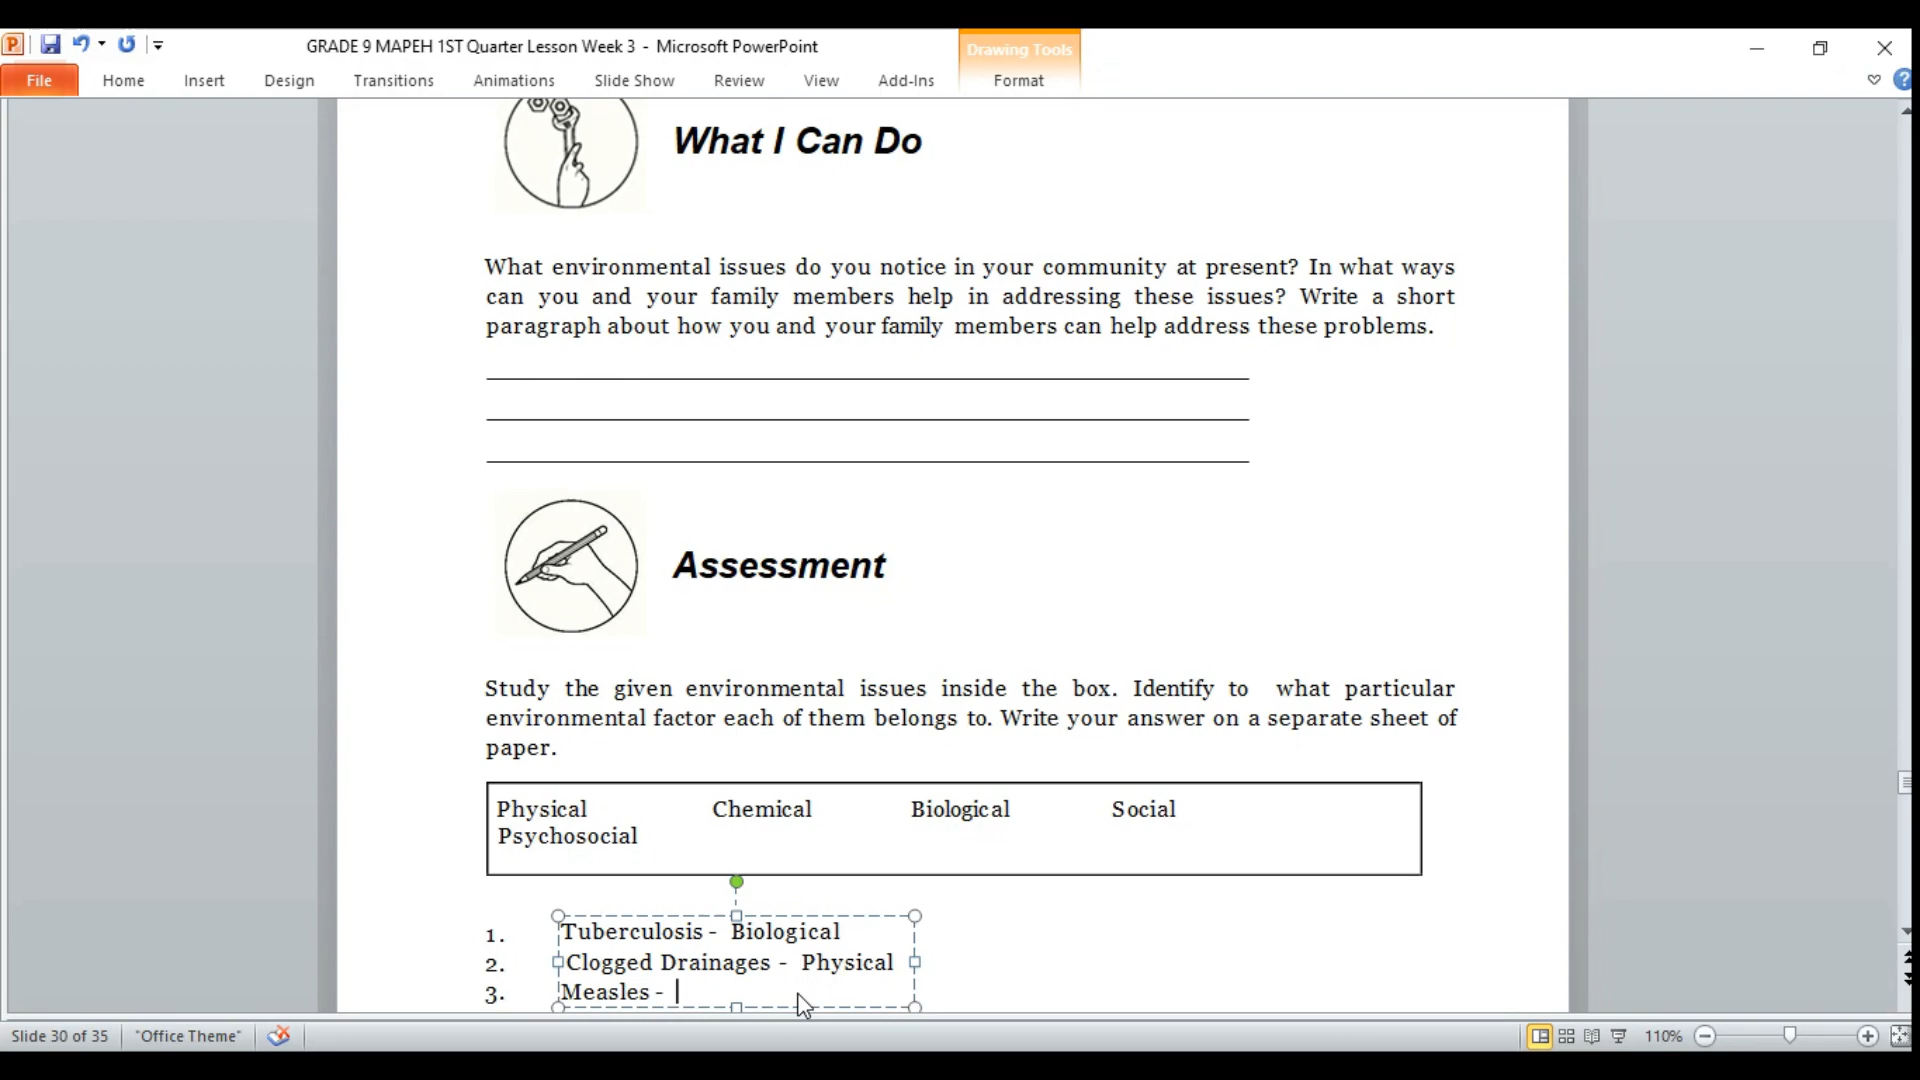 GRADE 9 MAPEH 1ST Quarter Lesson Week 3 - Microsoft PowerPoint
Drawing Tools
File Home Insert Design Transitions Animations Slide Show Review View Add-Ins Format
What I Can Do
What environmental issues do you notice in your community at present? In what ways
can you and your family members help in addressing these issues? Write a short
paragraph about how you and your family members can help address these problems.
Assessment
Study the given environmental issues inside the box. Identify to what particular
environmental factor each of them belongs to. Write your answer on a separate sheet of
paper.
Physical Chemical Biological Social
Psychosocial
1. Tuberculosis - Biological
2. Clogged Drainages - Physical
3. Measles -
Slide 30 of 35 "Office Theme" 110%